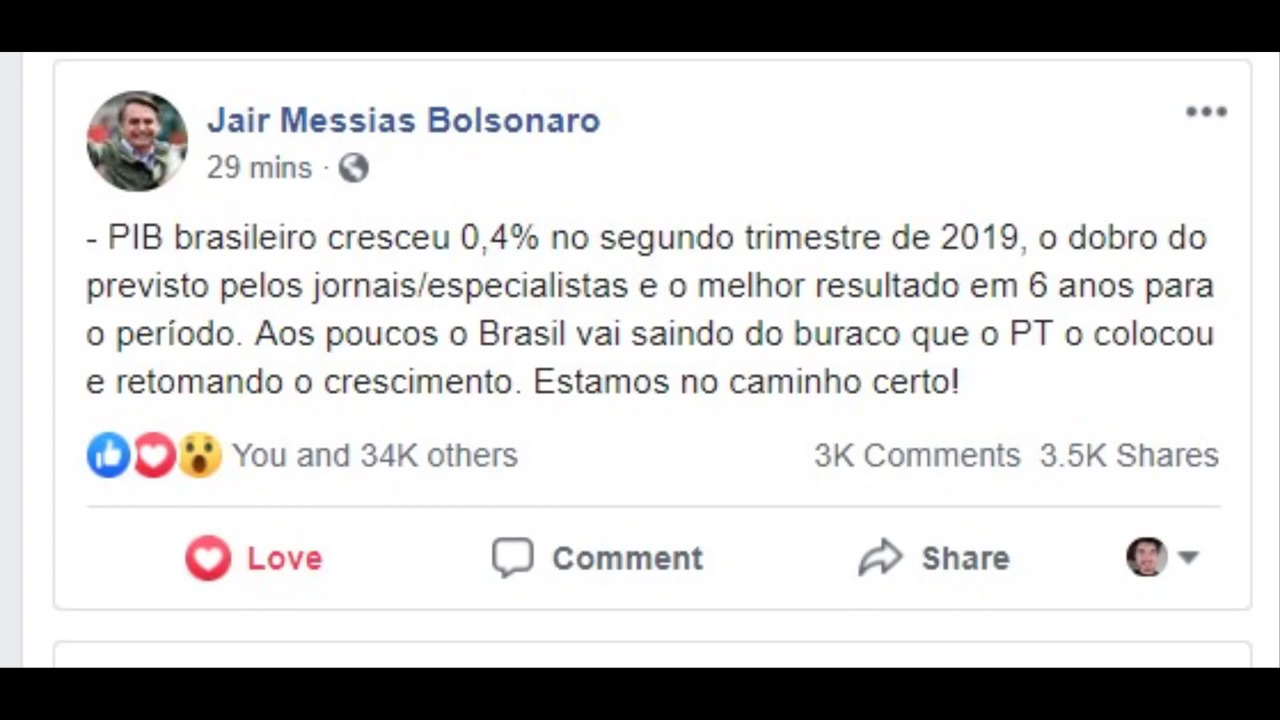 Jair Messias Bolsonaro
29 mins ·
- PIB brasileiro cresceu 0,4% no segundo trimestre de 2019, o dobro do
previsto pelos jornais/especialistas e o melhor resultado em 6 anos para
o período. Aos poucos o Brasil vai saindo do buraco que o PT o colocou
e retomando o crescimento. Estamos no caminho certo!
You and 34K others 3K Comments 3.5K Shares
Love Comment Share